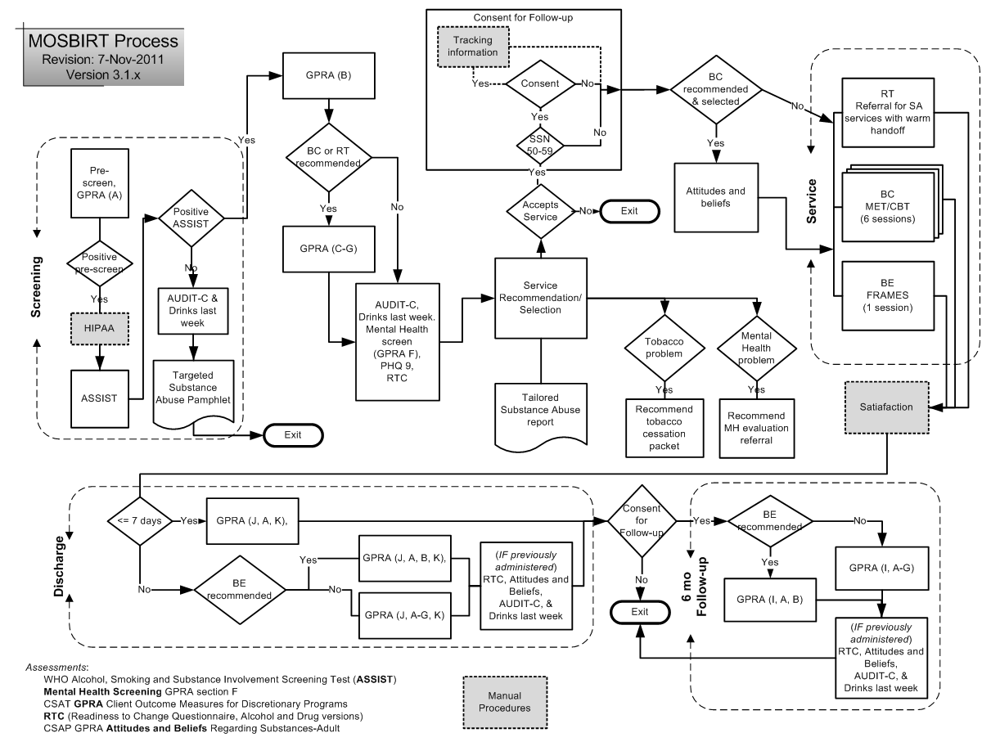 MOSBIRT Process
Revision: 7-Nov-2011
Version 3.1.x
Screening
Pre-
screen,
GPRA (A)
Positive
pre-screen
Yes
HIPAA
ASSIST
Positive
ASSIST
Yes
No
AUDIT-C &
Drinks last
week
Targeted
Substance
Abuse Pamphlet
Exit
GPRA (B)
BC or RT
recommended
Yes
No
GPRA (C-G)
AUDIT-C,
Drinks last week.
Mental Health
screen
(GPRA F),
PHQ 9,
RTC
Consent for Follow-up
Tracking
information
Yes
Consent
No
Yes
No
SSN
50-59
Yes
Accepts
Service
No
Exit
Service
Recommendation/
Selection
Tailored
Substance Abuse
report
Tobacco
problem
Yes
Recommend
tobacco
cessation
packet
Mental
Health
problem
Yes
Recommend
MH evaluation
referral
BC
recommended
& selected
No
Yes
Attitudes and
beliefs
Service
RT
Referral for SA
services with warm
handoff
BC
MET/CBT
(6 sessions)
BE
FRAMES
(1 session)
Satiafaction
Discharge
<= 7 days
Yes
GPRA (J, A, K),
No
BE
recommended
Yes
No
GPRA (J, A, B, K),
GPRA (J, A-G, K)
(IF previously
administered)
RTC, Attitudes and
Beliefs,
AUDIT-C, &
Drinks last week
Consent
for
Follow-up
Yes
No
Exit
6 mo
Follow-up
BE
recommended
No
Yes
GPRA (I, A-G)
GPRA (I, A, B)
(IF previously
administered)
RTC, Attitudes and
Beliefs,
AUDIT-C, &
Drinks last week
Assessments:
WHO Alcohol, Smoking and Substance Involvement Screening Test (ASSIST)
Mental Health Screening GPRA section F
CSAT GPRA Client Outcome Measures for Discretionary Programs
RTC (Readiness to Change Questionnaire, Alcohol and Drug versions)
CSAP GPRA Attitudes and Beliefs Regarding Substances-Adult
Manual
Procedures